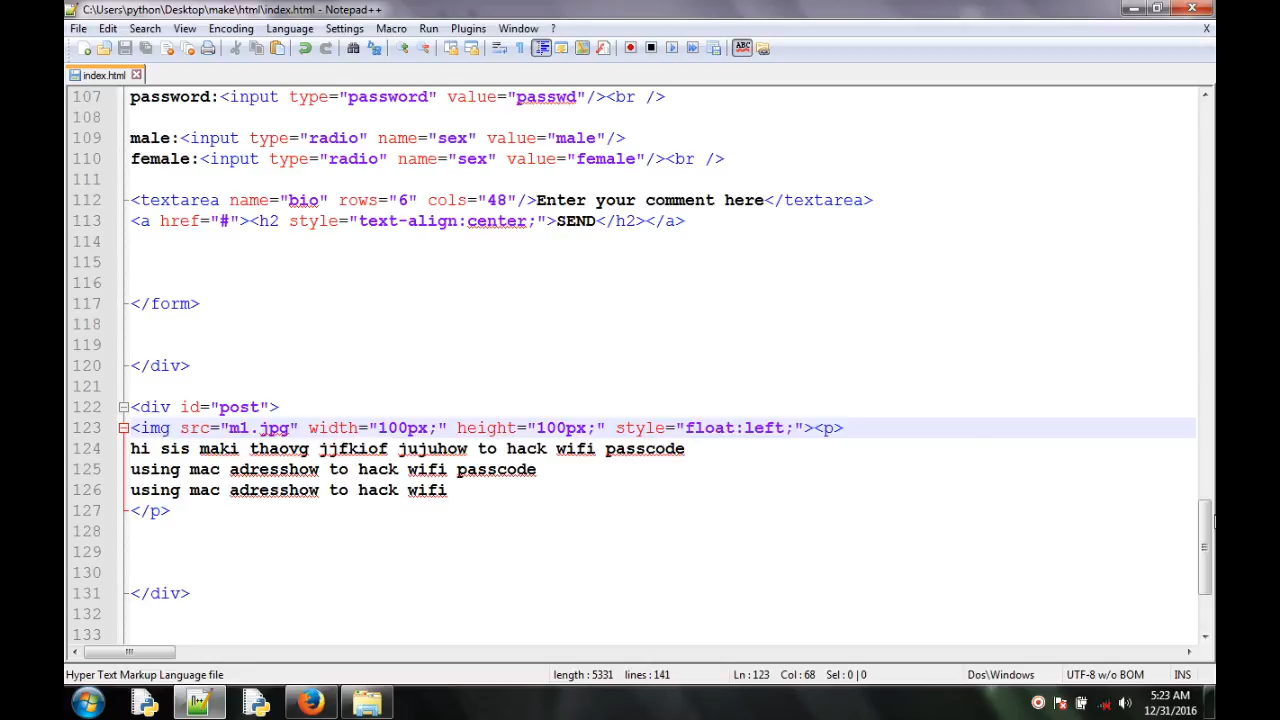 C:\Users\python\Desktop\make\html\index.html - Notepad++
File Edit Search View Encoding Language Settings Macro Run Plugins Window ? X
index.html
107 password:<input type="password" value="passwd"/><br />
108
109 male:<input type="radio" name="sex" value="male"/>
110 female:<input type="radio" name="sex" value="female"/><br />
111
112 <textarea name="bio" rows="6" cols="48"/>Enter your comment here</textarea>
113 <a href="#"><h2 style="text-align:center;">SEND</h2></a>
114
115
116
117 </form>
118
119
120 </div>
121
122 <div id="post">
123 <img src="m1.jpg" width="100px;" height="100px;" style="float:left;"><p>
124 hi sis maki thaovg jjfkiof jujuhow to hack wifi passcode
125 using mac adresshow to hack wifi passcode
126 using mac adresshow to hack wifi
127 </p>
128
129
130
131 </div>
132
133
Hyper Text Markup Language file length : 5331 lines : 141 Ln : 123 Col : 68 Sel : 0 | 0 Dos\Windows UTF-8 w/o BOM INS
5:23 AM
12/31/2016